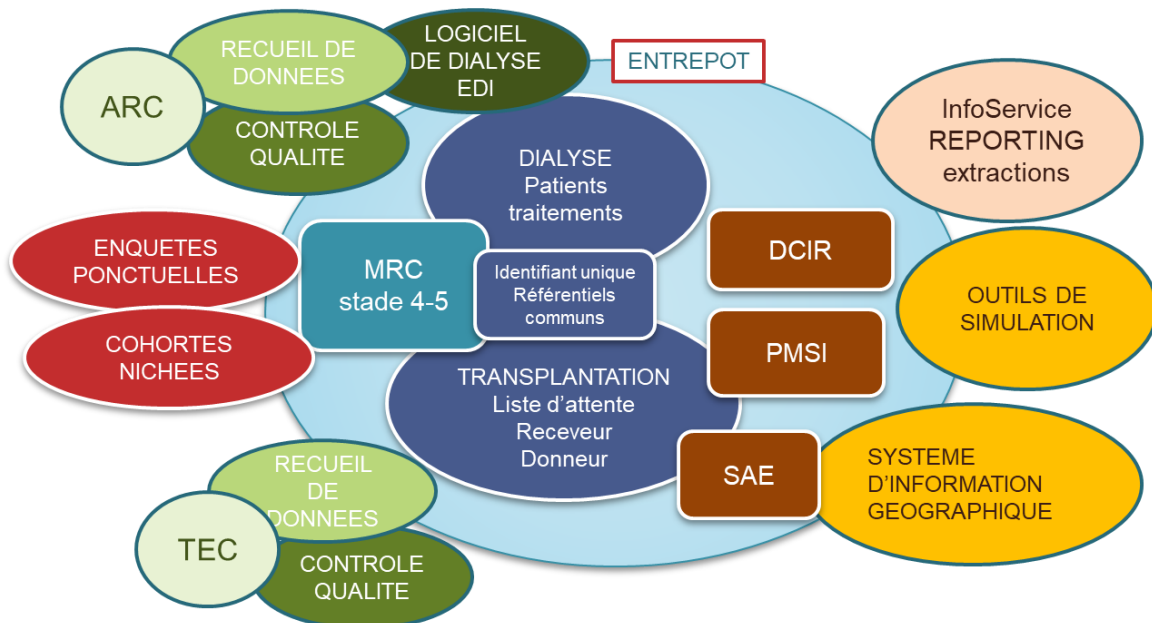 RECUEIL DE
DONNEES
LOGICIEL
DE DIALYSE
EDI
ENTREPOT
ARC
CONTROLE
QUALITE
InfoService
REPORTING
extractions
DIALYSE
Patients
traitements
ENQUETES
PONCTUELLES
MRC
stade 4-5
Identifiant unique
Référentiels
communs
DCIR
OUTILS DE
SIMULATION
COHORTES
NICHEES
PMSI
TRANSPLANTATION
Liste d’attente
Receveur
Donneur
SAE
SYSTEME
D’INFORMATION
GEOGRAPHIQUE
RECUEIL
DE
DONNEES
TEC
CONTROLE
QUALITE